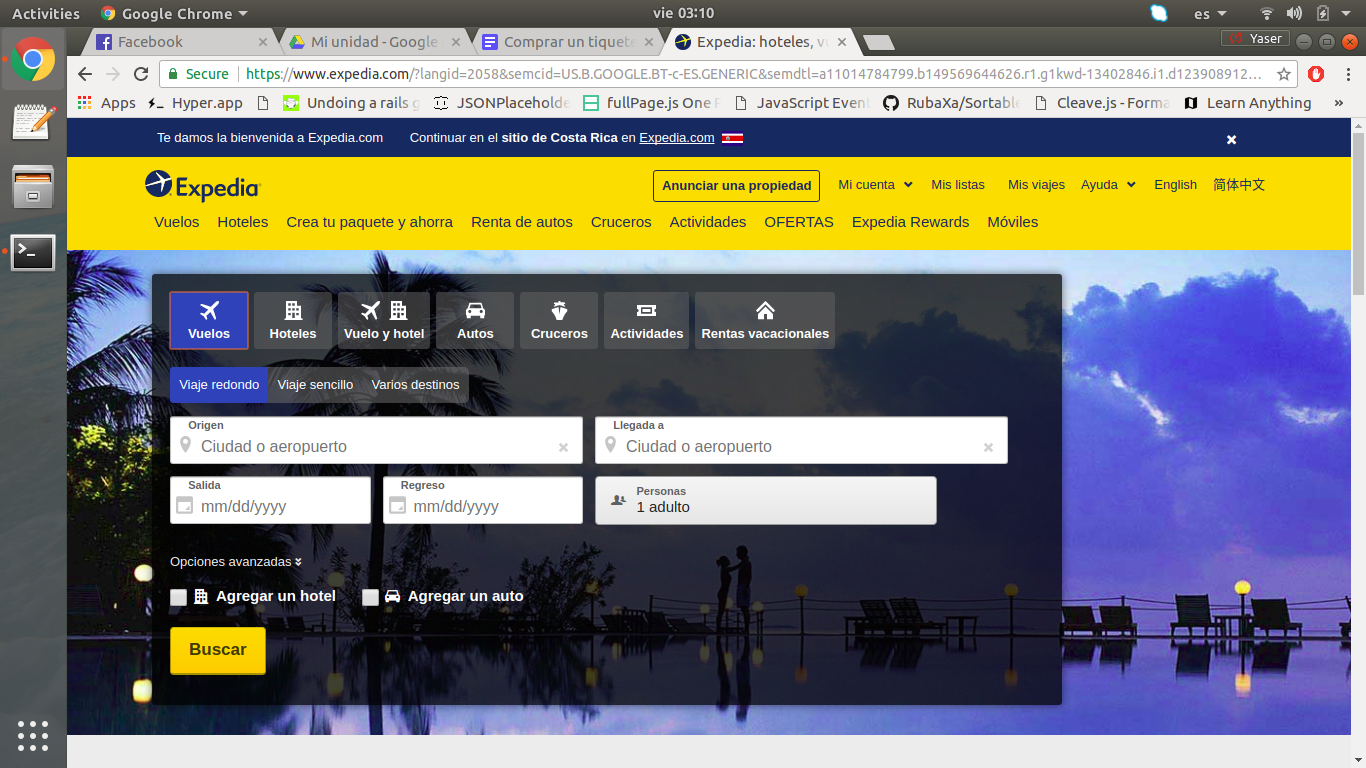 Activities Google Chrome vie 03:10 es
Facebook Mi unidad - Google Comprar un tiquete Expedia: hoteles, v Yaser
Secure https://www.expedia.com/?langid=2058&semcid=US.B.GOOGLE.BT-c-ES.GENERIC&semdtl=a11014784799.b149569644626.r1.g1kwd-13402846.i1.d123908912...
Apps Hyper.app Undoing a rails g JSONPlaceholde fullPage.js One P JavaScript Event RubaXa/Sortable Cleave.js - Forma Learn Anything »
Te damos la bienvenida a Expedia.com Continuar en el sitio de Costa Rica en Expedia.com
Expedia Anunciar una propiedad Mi cuenta Mis listas Mis viajes Ayuda English 简体中文
Vuelos Hoteles Crea tu paquete y ahorra Renta de autos Cruceros Actividades OFERTAS Expedia Rewards Móviles
Vuelos Hoteles Vuelo y hotel Autos Cruceros Actividades Rentas vacacionales
Viaje redondo Viaje sencillo Varios destinos
Origen Llegada a
Ciudad o aeropuerto Ciudad o aeropuerto
Salida Regreso Personas
mm/dd/yyyy mm/dd/yyyy 1 adulto
Opciones avanzadas
Agregar un hotel Agregar un auto
Buscar